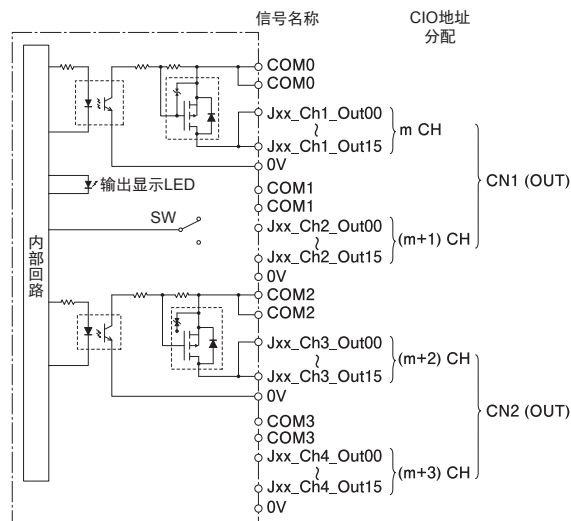 信号名称
CIO地址
分配
COM0
COM0
Jxx_Ch1_Out00
~
Jxx_Ch1_Out15
m CH
0V
COM1
COM1
输出显示LED
SW
Jxx_Ch2_Out00
~
Jxx_Ch2_Out15
(m+1) CH
0V
CN1 (OUT)
内部回路
COM2
COM2
Jxx_Ch3_Out00
~
Jxx_Ch3_Out15
(m+2) CH
0V
COM3
COM3
Jxx_Ch4_Out00
~
Jxx_Ch4_Out15
(m+3) CH
0V
CN2 (OUT)